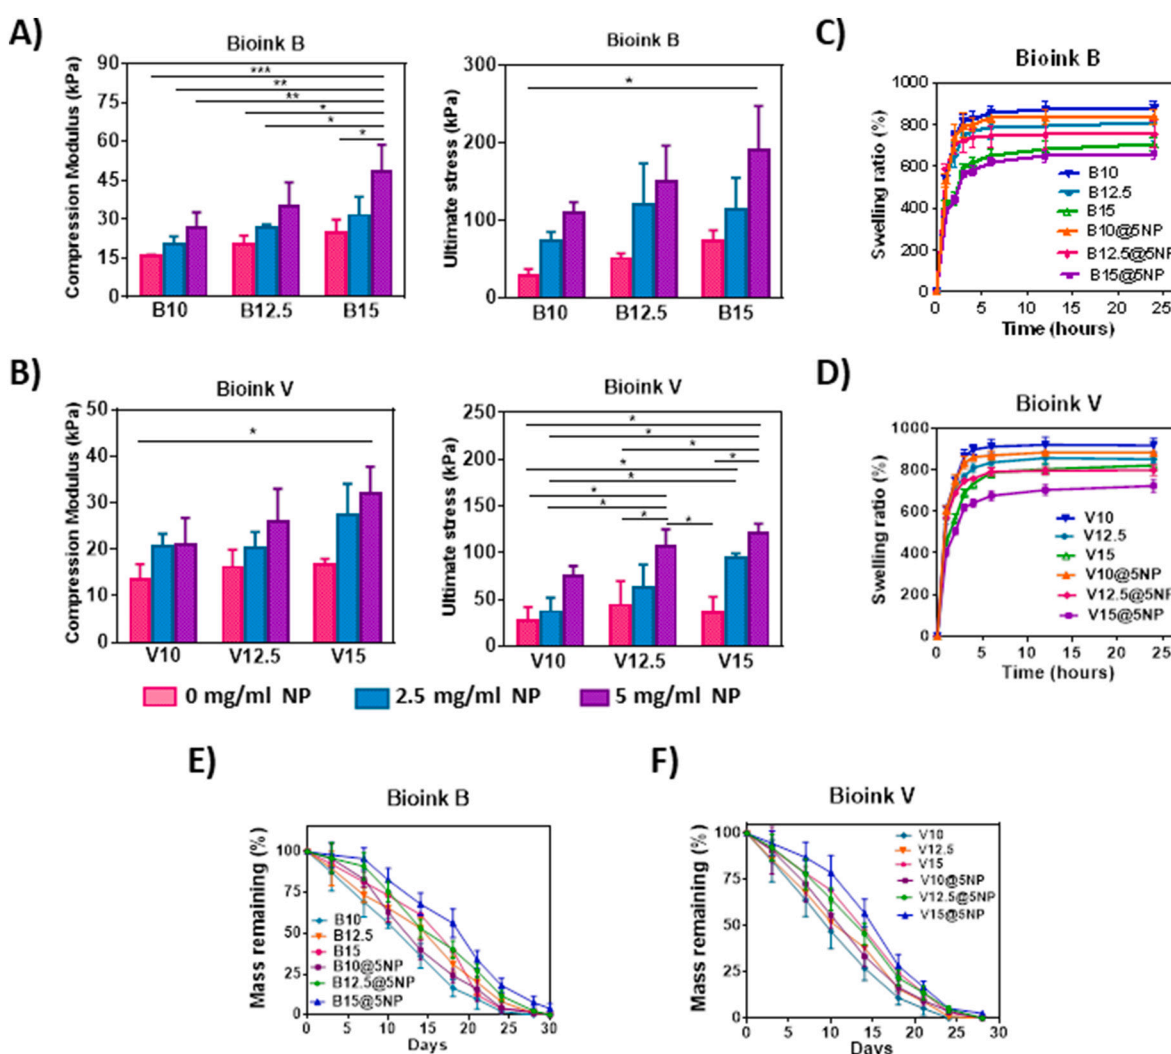 A)
Bioink B
Compression Modulus (kPa)
90
75
60
45
30
15
0
***
**
**
*
*
*
B10
B12.5
B15
Bioink B
Ultimate stress (kPa)
300
200
100
0
*
B10
B12.5
B15
C)
Bioink B
Swelling ratio (%)
1000
800
600
400
200
0
B10
B12.5
B15
B10@5NP
B12.5@5NP
B15@5NP
0
5
10
15
20
25
Time (hours)
B)
Bioink V
Compression Modulus (kPa)
50
40
30
20
10
0
*
V10
V12.5
V15
Bioink V
Ultimate stress (kPa)
250
200
150
100
50
0
*
*
*
*
*
*
*
*
*
*
V10
V12.5
V15
D)
Bioink V
Swelling ratio (%)
1000
800
600
400
200
0
V10
V12.5
V15
V10@5NP
V12.5@5NP
V15@5NP
0
5
10
15
20
25
Time (hours)
0 mg/ml NP
2.5 mg/ml NP
5 mg/ml NP
E)
Bioink B
Mass remaining (%)
100
75
50
25
0
B10
B12.5
B15
B10@5NP
B12.5@5NP
B15@5NP
0
5
10
15
20
25
30
Days
F)
Bioink V
Mass remaining (%)
100
75
50
25
0
V10
V12.5
V15
V10@5NP
V12.5@5NP
V15@5NP
0
5
10
15
20
25
30
Days